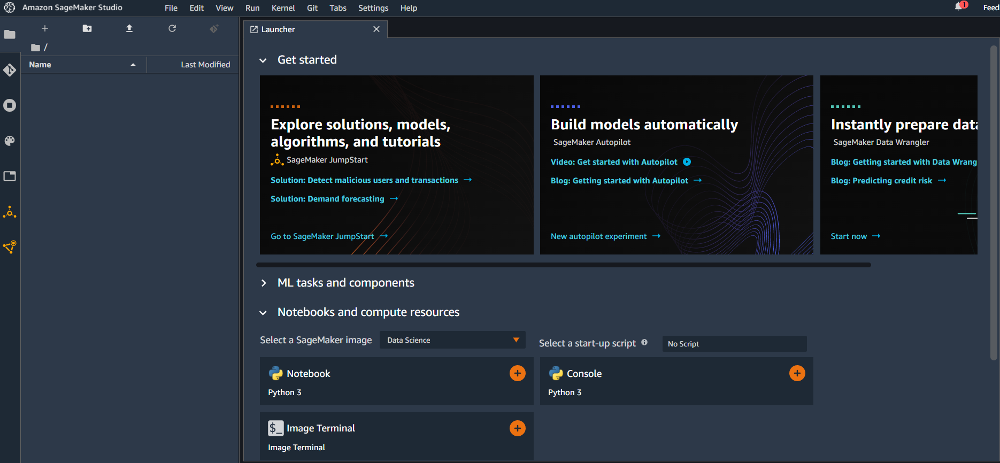 Amazon SageMaker Studio
File Edit View Run Kernel Git Tabs Settings Help
1
/
Name
Last Modified
Launcher
Get started
Explore solutions, models,
algorithms, and tutorials
SageMaker JumpStart
Solution: Detect malicious users and transactions
Solution: Demand forecasting
Go to SageMaker JumpStart
Build models automatically
SageMaker Autopilot
Video: Get started with Autopilot
Blog: Getting started with Autopilot
New autopilot experiment
Instantly prepare data
SageMaker Data Wrangler
Blog: Getting started with Data Wrang
Blog: Predicting credit risk
Start now
ML tasks and components
Notebooks and compute resources
Select a SageMaker image
Data Science
Select a start-up script
No Script
Notebook
Python 3
Console
Python 3
$_ Image Terminal
Image Terminal